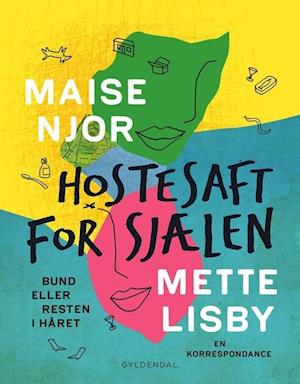 MAISE
NJOR
HOSTESAFT
FOR SJÆLEN
BUND
ELLER
RESTEN
I HÅRET
METTE
LISBY
EN
KORRESPONDANCE
GYLDENDAL